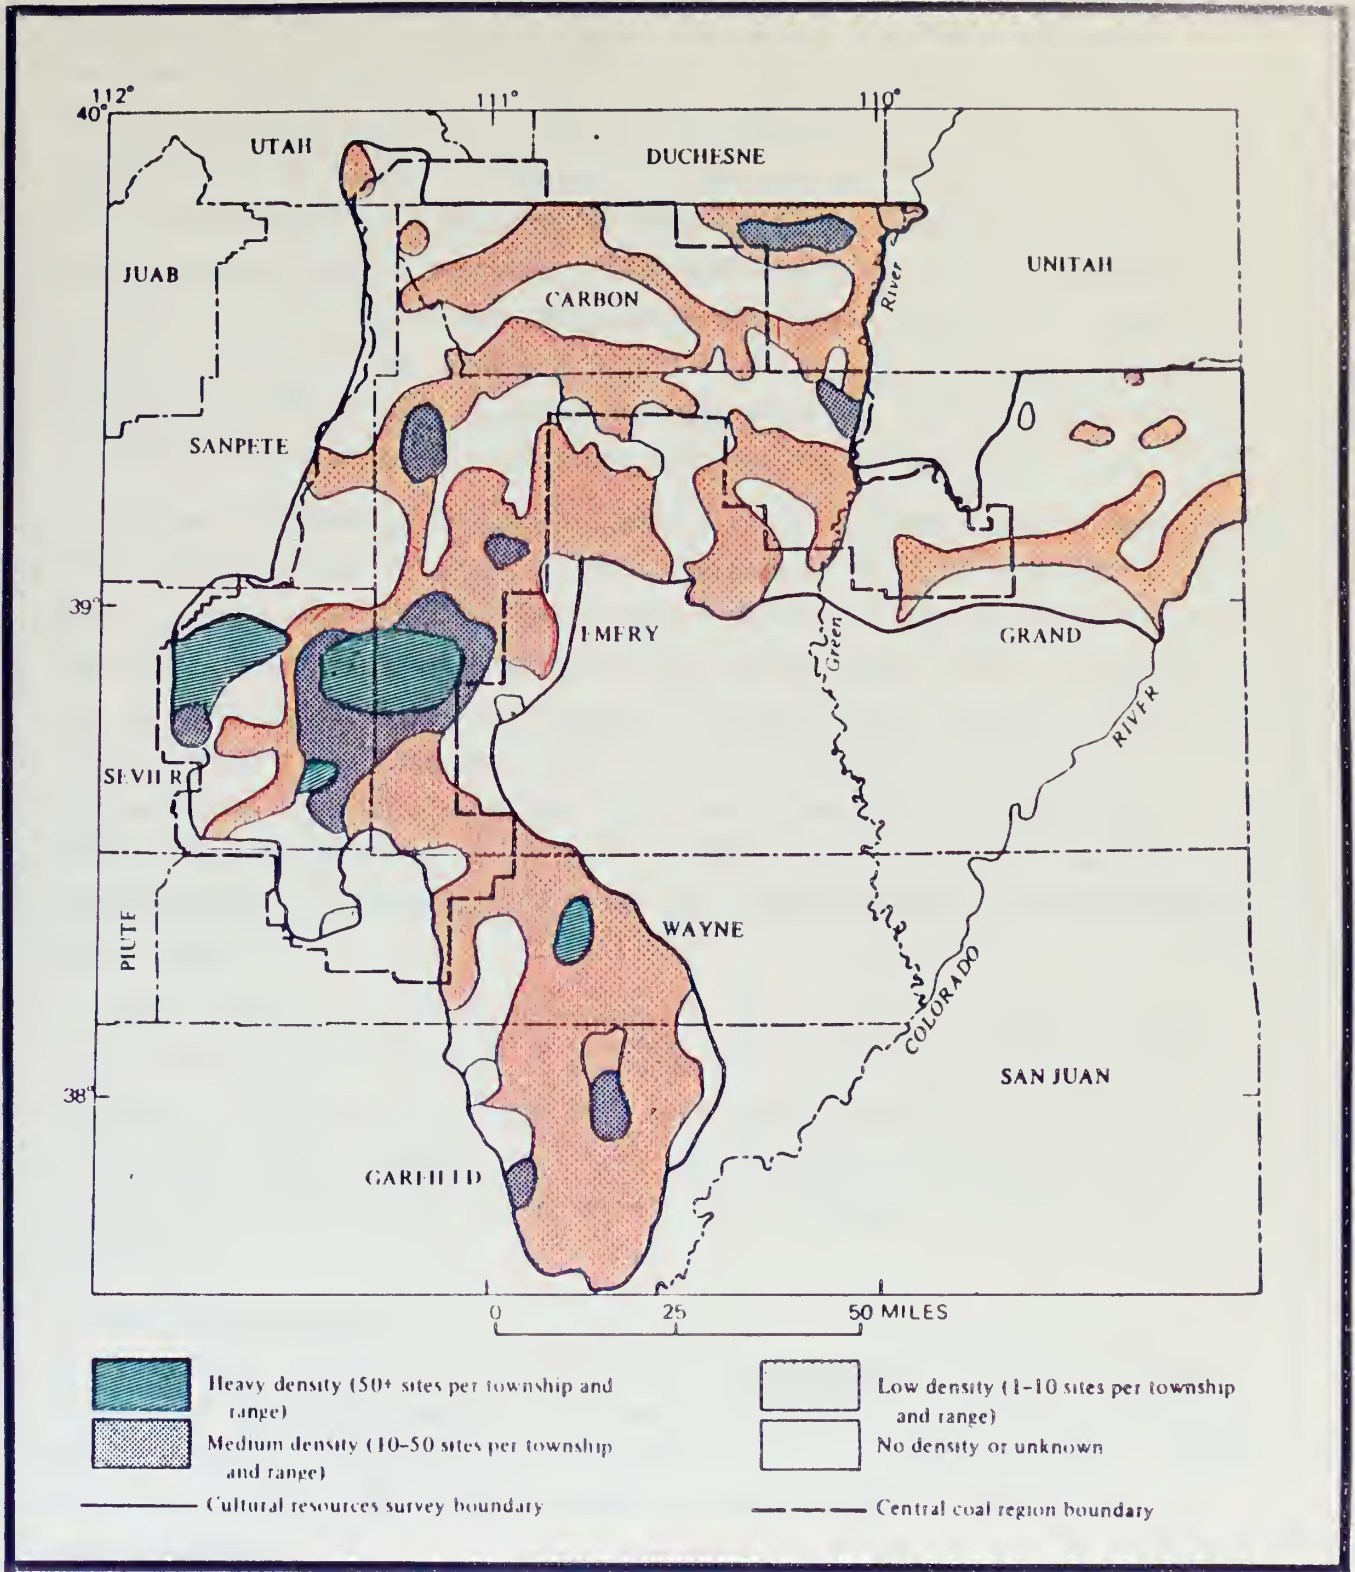 112°
111°
110°
40°
UTAH
DUCHESNE
JUAB
CARBON
UNITAH
River
SANPETE
39°
EMERY
GRAND
Green
RIVER
SEVIER
PIUTE
WAYNE
COLORADO
38°
SAN JUAN
GARFIELD
0 25 50 MILES
Heavy density (50+ sites per township and
range)
Medium density (10-50 sites per township
and range)
Cultural resources survey boundary
Low density (1-10 sites per township
and range)
No density or unknown
Central coal region boundary